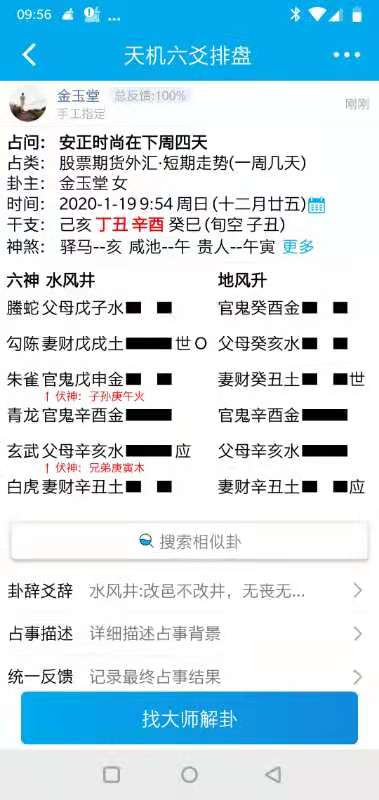 09:56
天机六爻排盘
金玉堂 总反馈:100%
手工指定
刚刚
占问: 安正时尚在下周四天
占类: 股票期货外汇·短期走势(一周几天)
卦主: 金玉堂 女
时间: 2020-1-19 9:54 周日 (十二月廿五)
干支: 己亥 丁丑 辛酉 癸巳 (旬空 子丑)
神煞: 驿马--亥 咸池--午 贵人--午寅 更多
六神 水风井 地风升
螣蛇 父母戊子水 官鬼癸酉金
勾陈 妻财戊戌土 世 O 父母癸亥水
朱雀 官鬼戊申金 妻财癸丑土 世
↑ 伏神: 子孙庚午火
青龙 官鬼辛酉金 官鬼辛酉金
玄武 父母辛亥水 应 父母辛亥水
↑ 伏神: 兄弟庚寅木
白虎 妻财辛丑土 妻财辛丑土 应
搜索相似卦
卦辞爻辞 水风井:改邑不改井，无丧无...
占事描述 详细描述占事背景
统一反馈 记录最终占事结果
找大师解卦